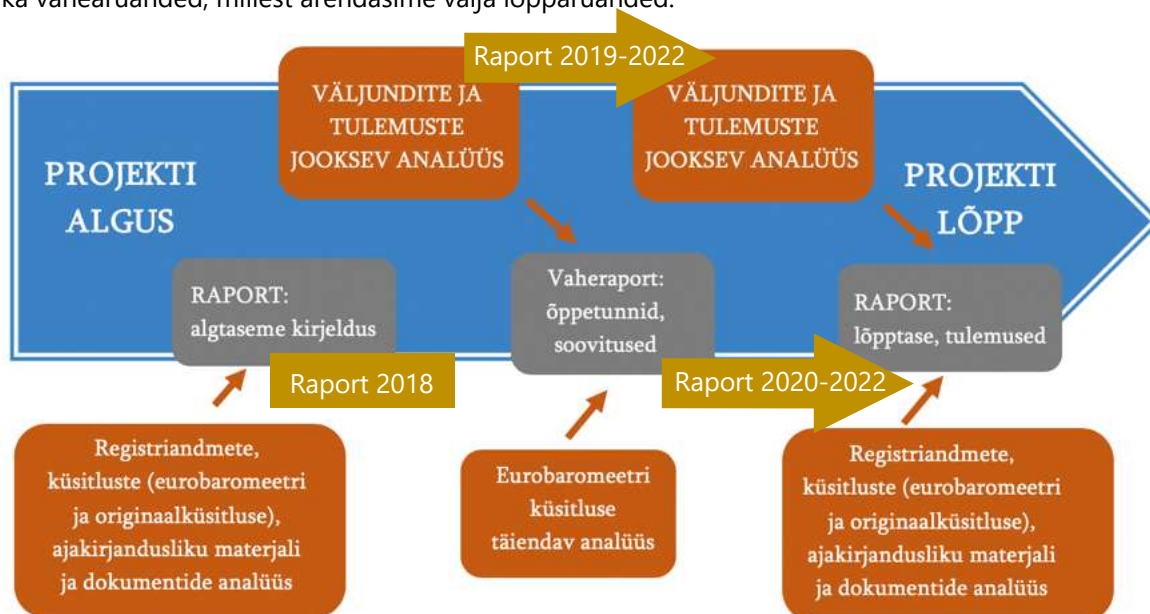 ka vahearuanded, millest arendasime välja lõpparuanded.
Raport 2019-2022
VÄLJUNDITE JA
TULEMUSTE
JOOKSEV ANALÜÜS
VÄLJUNDITE JA
TULEMUSTE
JOOKSEV ANALÜÜS
PROJEKTI
ALGUS
PROJEKTI
LÕPP
RAPORT:
algtaseme kirjeldus
Vaheraport:
õppetunnid,
soovitused
RAPORT:
lõpptase, tulemused
Raport 2018
Raport 2020-2022
Registriandmete,
küsitluste (eurobaromeetri
ja originaalküsitluse),
ajakirjandusliku materjali
ja dokumentide analüüs
Eurobaromeetri
küsitluse
täiendav analüüs
Registriandmete,
küsitluste (eurobaromeetri
ja originaalküsitluse),
ajakirjandusliku materjali
ja dokumentide analüüs